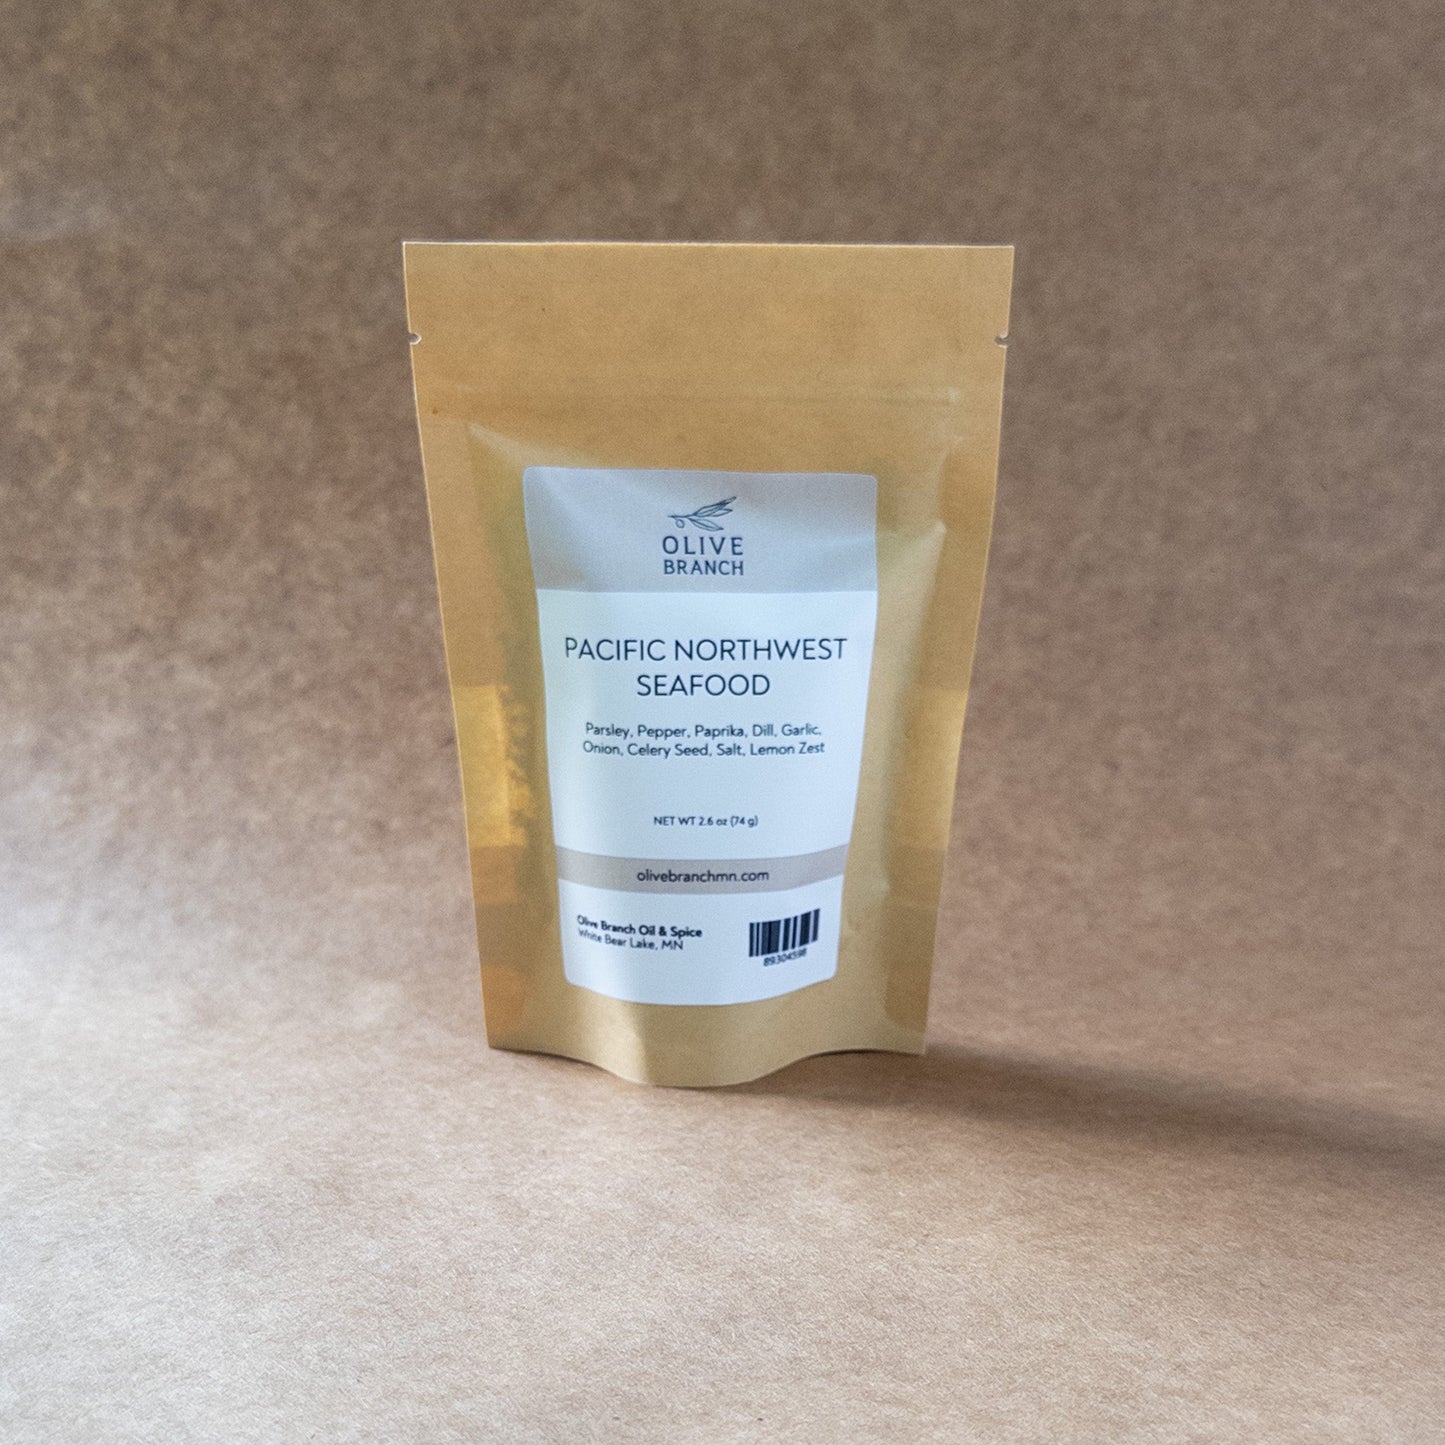 OLIVE
BRANCH
PACIFIC NORTHWEST
SEAFOOD
Parsley, Pepper, Paprika, Dill, Garlic,
Onion, Celery Seed, Salt, Lemon Zest
NET WT 2.6 oz (74 g)
olivebranchmn.com
Olive Branch Oil & Spice
White Bear Lake, MN
89304598